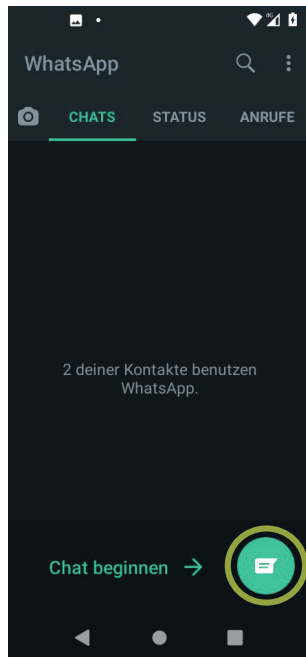 WhatsApp
CHATS STATUS ANRUFE
2 deiner Kontakte benutzen
WhatsApp.
Chat beginnen →